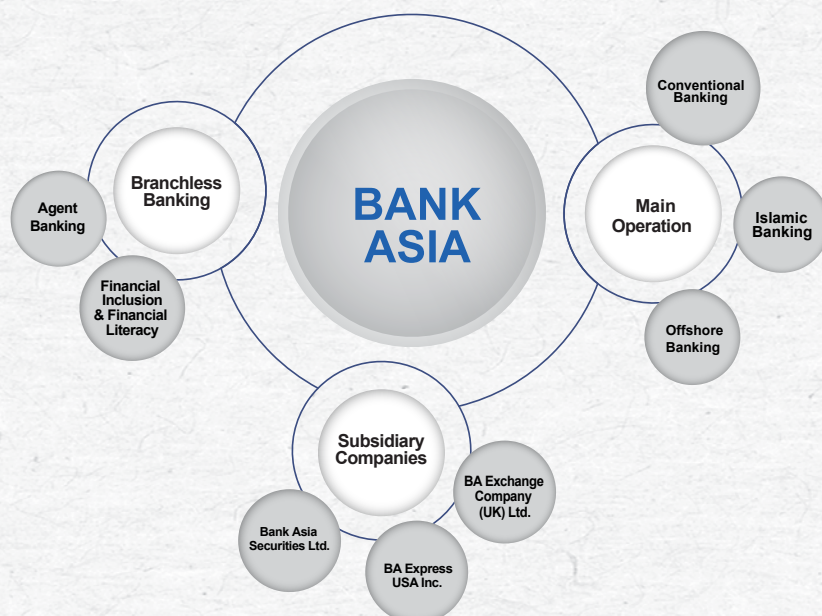 BANK
ASIA
Branchless
Banking
Agent
Banking
Financial
Inclusion
& Financial
Literacy
Main
Operation
Conventional
Banking
Islamic
Banking
Offshore
Banking
Subsidiary
Companies
Bank Asia
Securities Ltd.
BA Express
USA Inc.
BA Exchange
Company
(UK) Ltd.